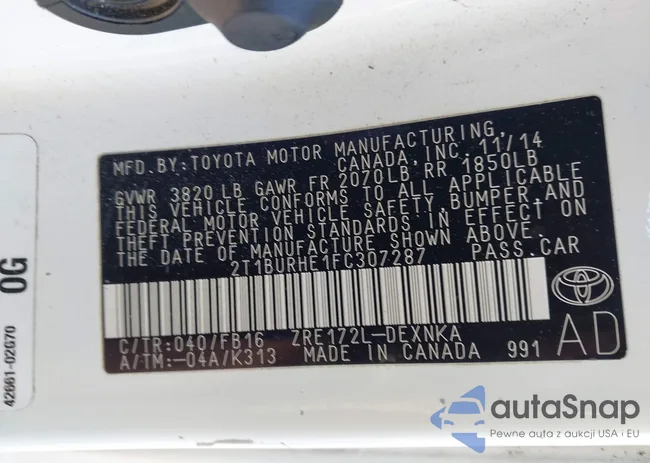 MFD.BY:TOYOTA MOTOR MANUFACTURING,
CANADA, INC. 11/14
GVWR 3820 LB GAWR FR 2070LB RR 1850LB
THIS VEHICLE CONFORMS TO ALL APPLICABLE
FEDERAL MOTOR VEHICLE SAFETY, BUMPER, AND
THEFT PREVENTION STANDARDS IN EFFECT ON
THE DATE OF MANUFACTURE SHOWN ABOVE.
2T1BURHE1FC307287 PASS.CAR
C/TR:040/FB16 ZRE172L-DEXNKA
A/TM:-04A/K313 MADE IN CANADA 991
AD
0G
42661-02G70
autaSnap
Pewne auta z aukcji USA i EU